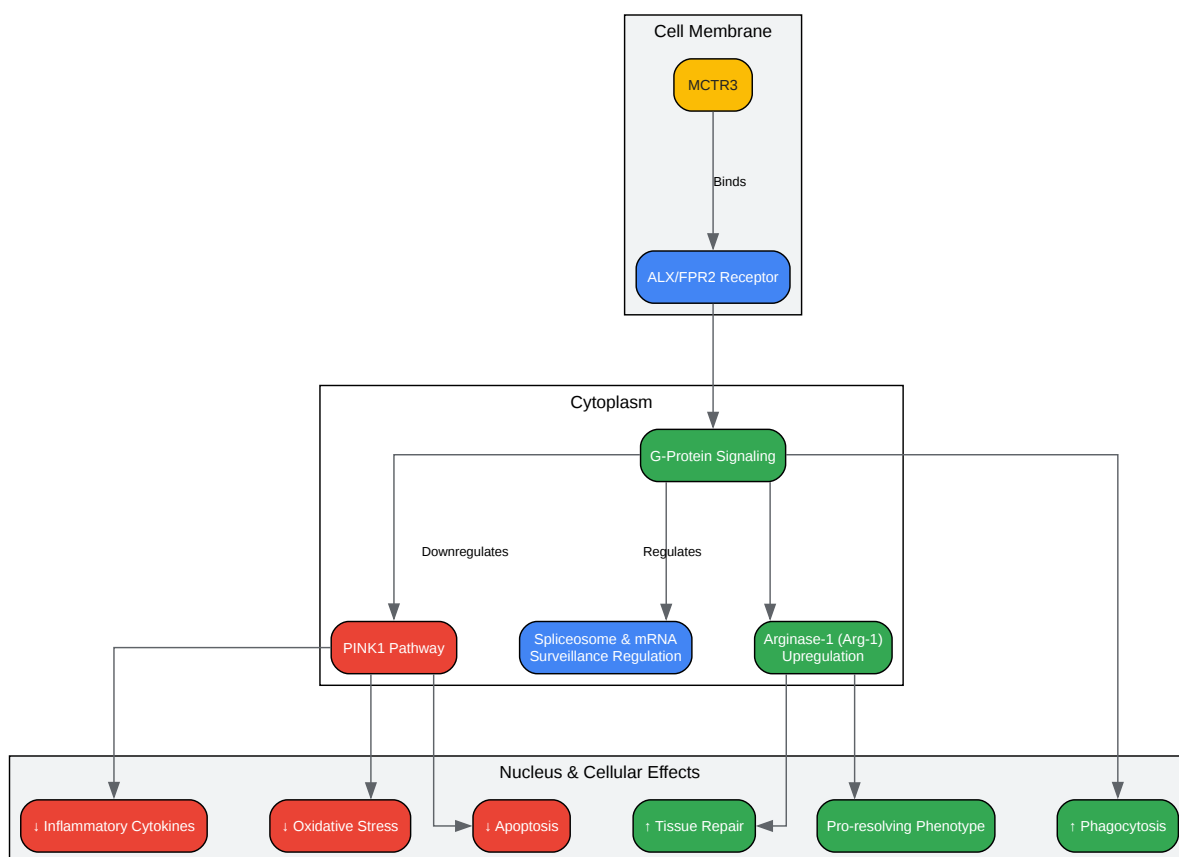 Cell Membrane
MCTR3
Binds
ALX/FPR2 Receptor
Cytoplasm
G-Protein Signaling
Downregulates
Regulates
PINK1 Pathway
Spliceosome & mRNA
Surveillance Regulation
Arginase-1 (Arg-1)
Upregulation
Nucleus & Cellular Effects
↓ Inflammatory Cytokines
↓ Oxidative Stress
↓ Apoptosis
↑ Tissue Repair
Pro-resolving Phenotype
↑ Phagocytosis